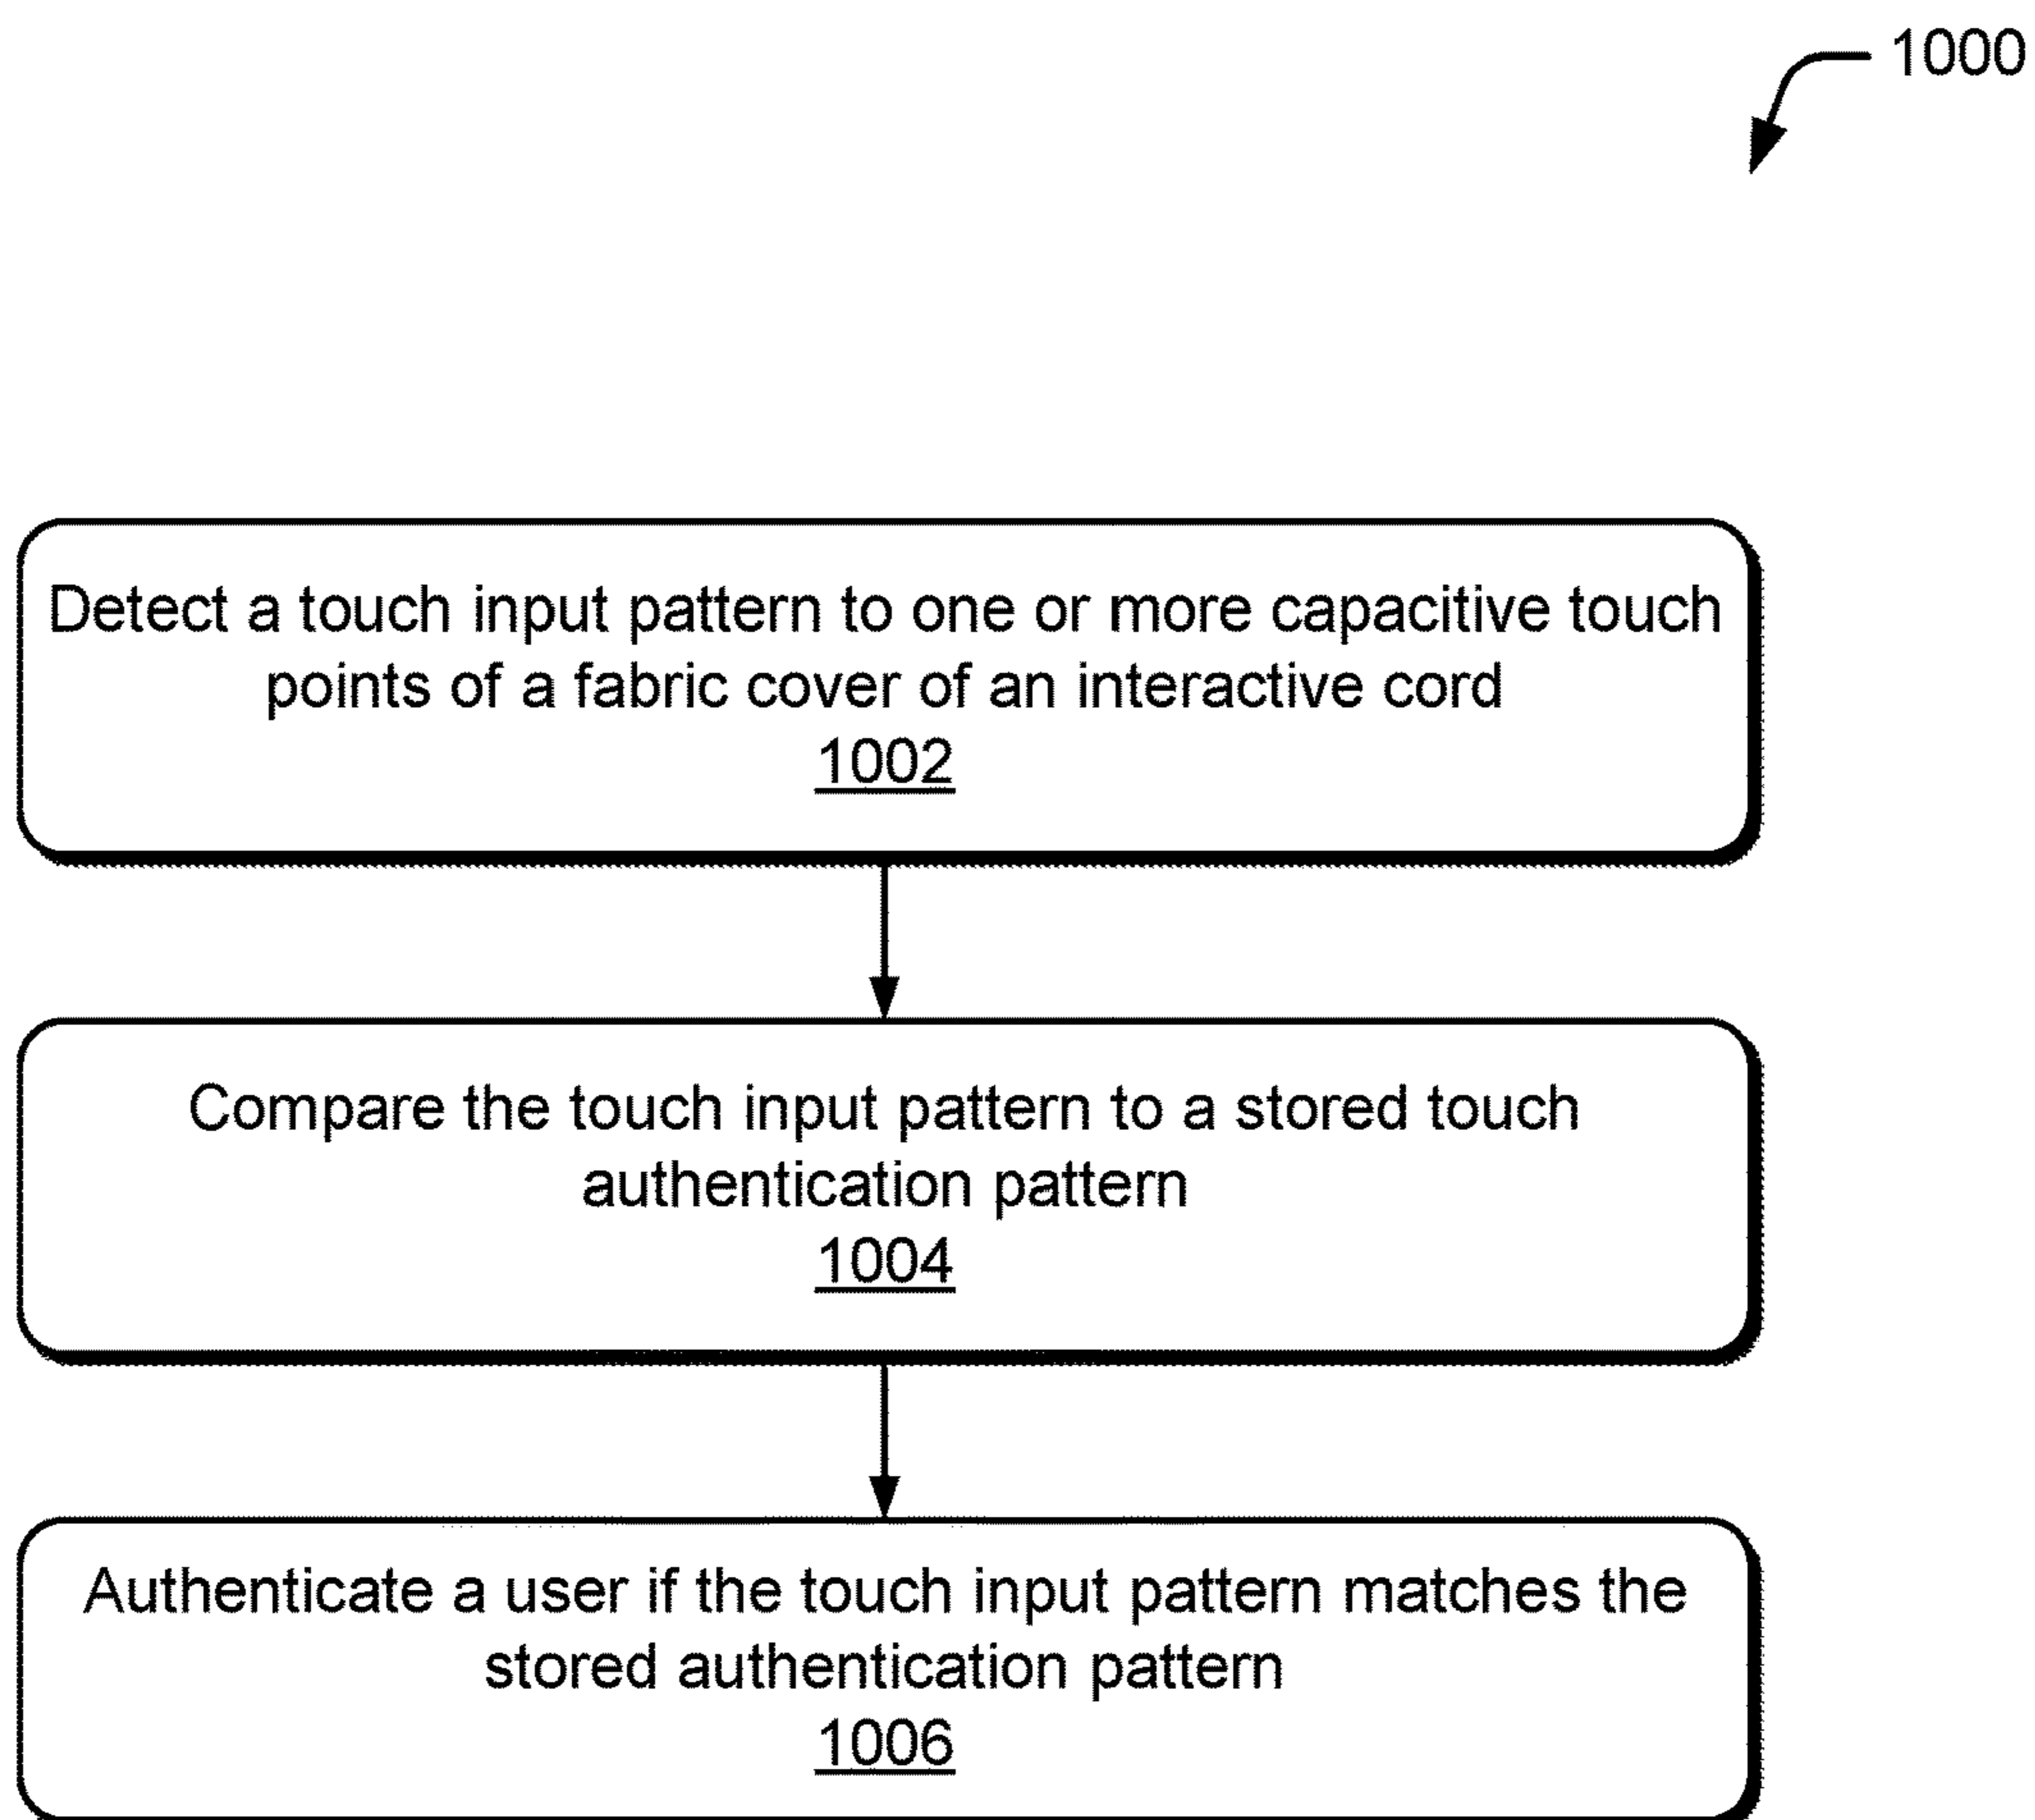 1000
Detect a touch input pattern to one or more capacitive touch
points of a fabric cover of an interactive cord
1002
Compare the touch input pattern to a stored touch
authentication pattern
1004
Authenticate a user if the touch input pattern matches the
stored authentication pattern
1006